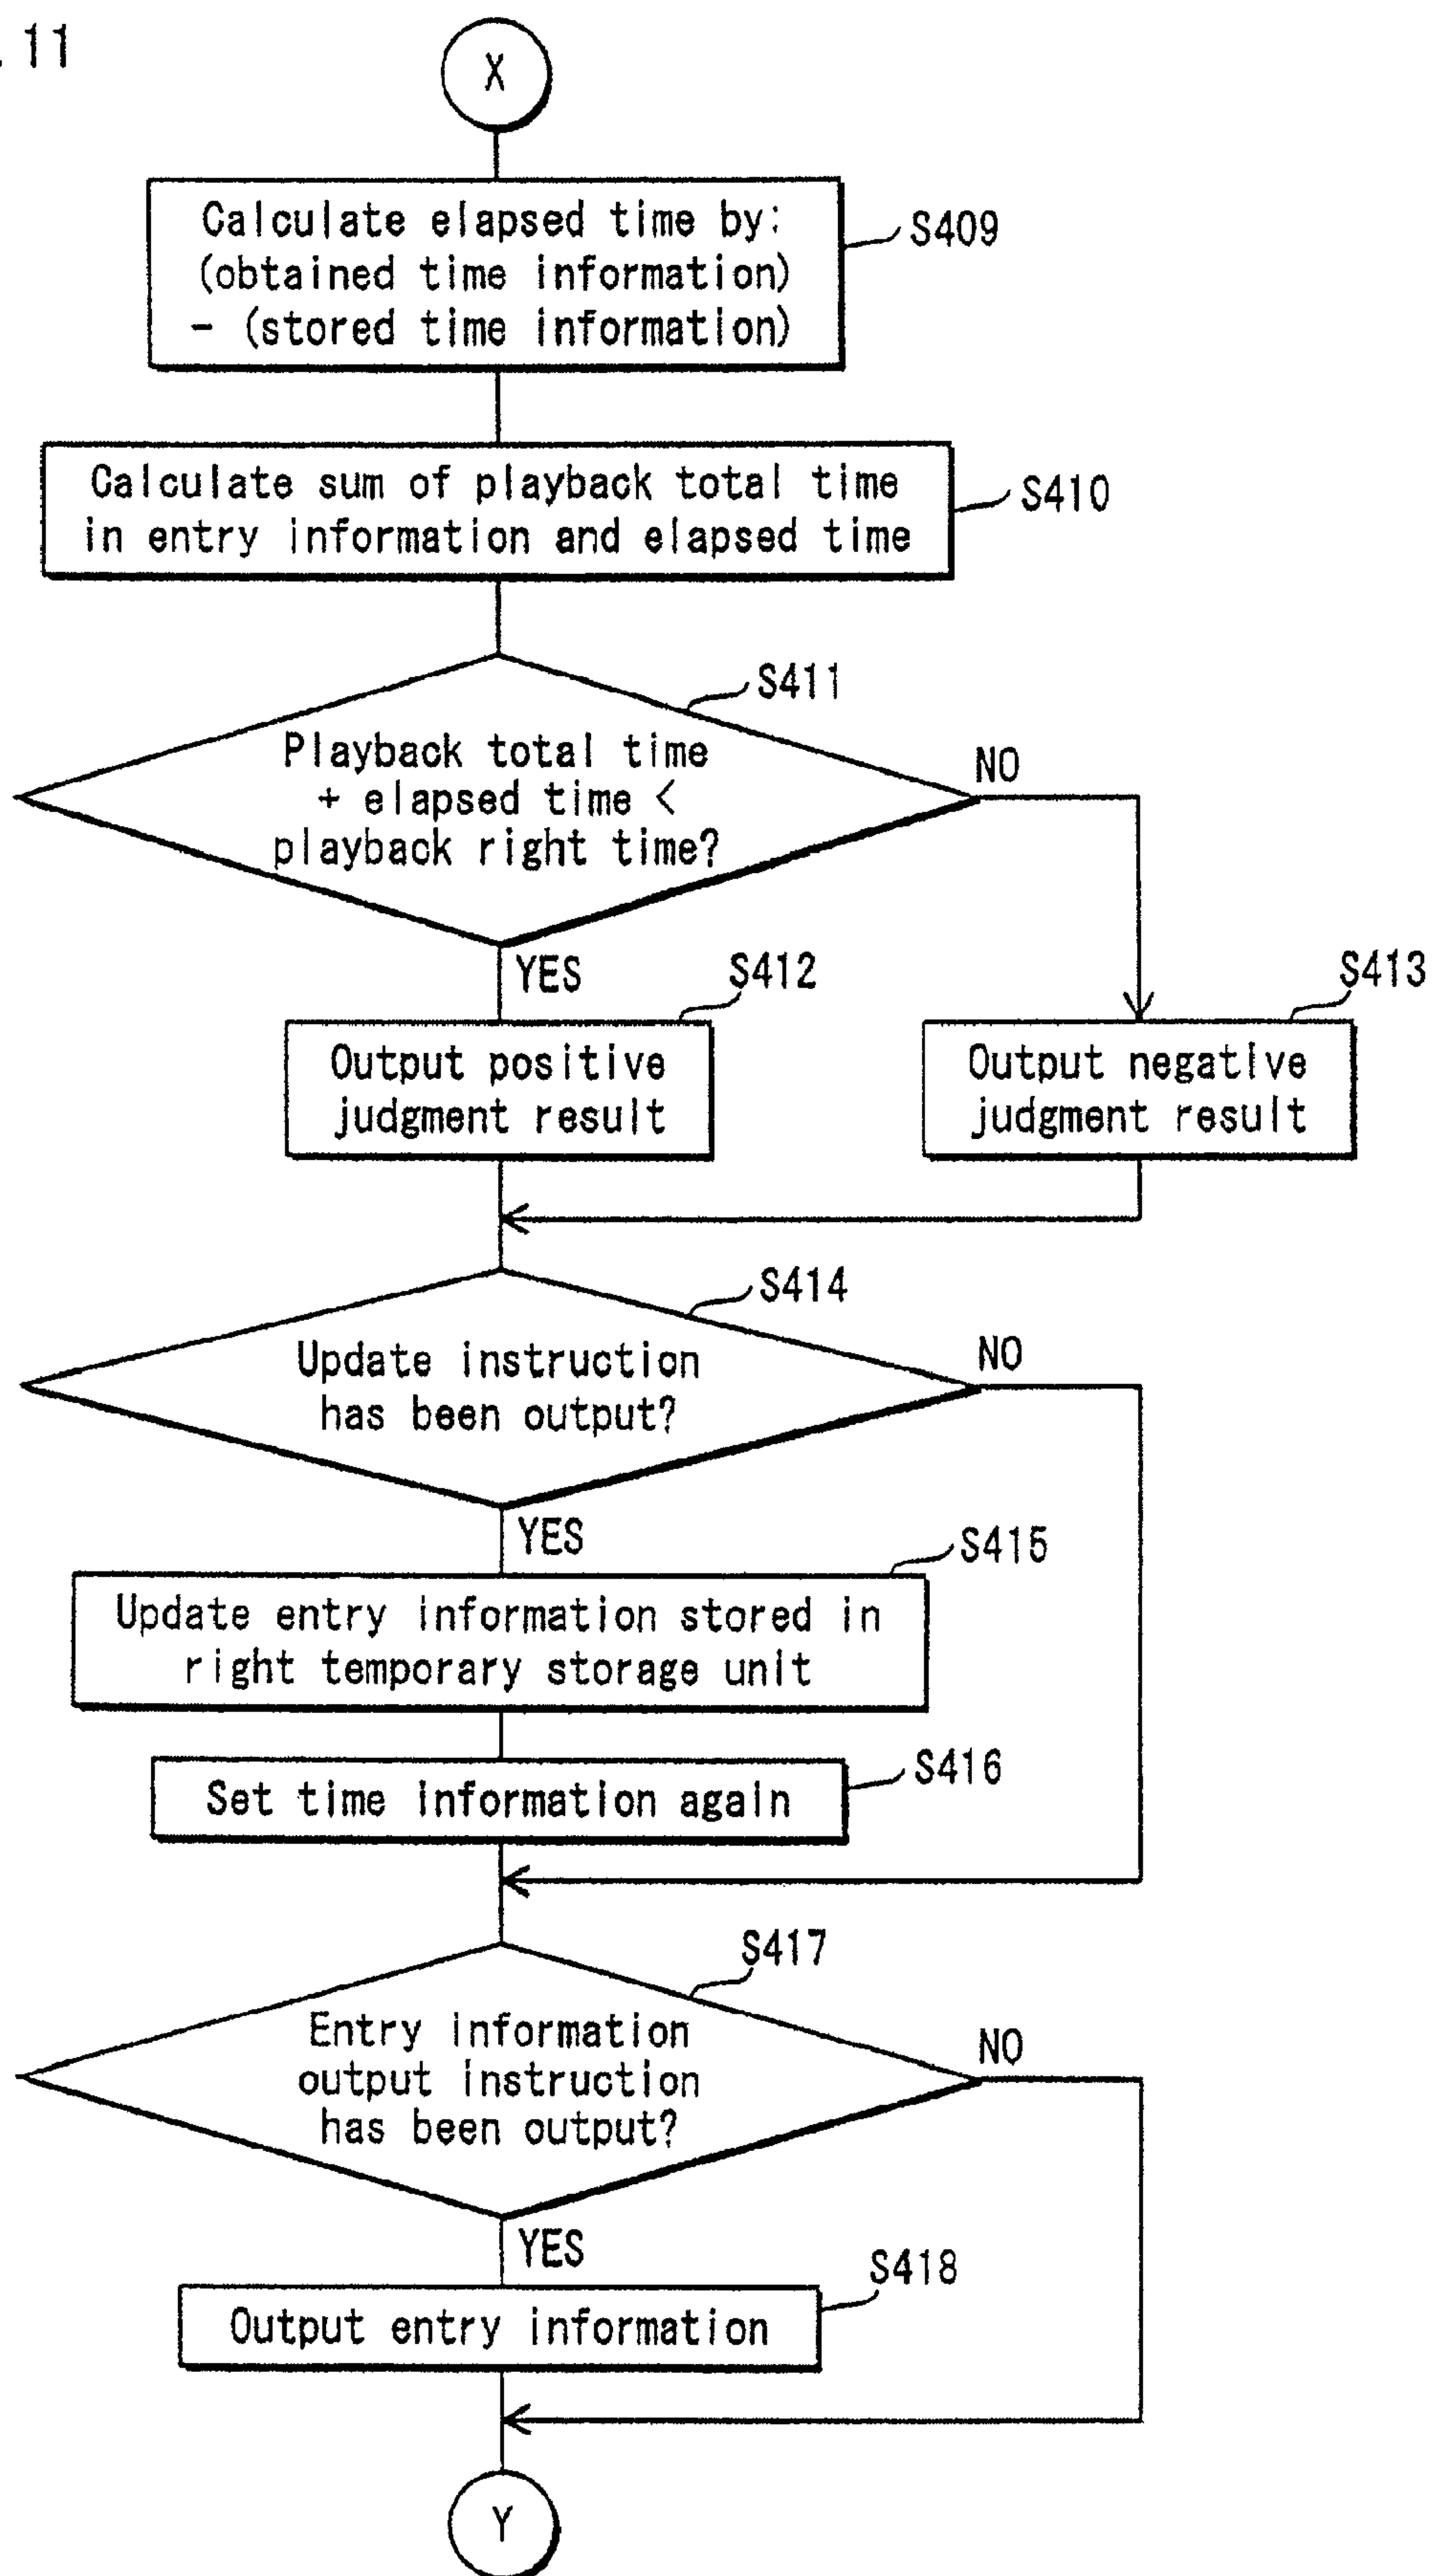 . 11
X
Calculate elapsed time by:
(obtained time information)
- (stored time information)
S409
Calculate sum of playback total time
in entry information and elapsed time
S410
S411
Playback total time
+ elapsed time <
playback right time?
NO
YES
S412
S413
Output positive
judgment result
Output negative
judgment result
S414
Update instruction
has been output?
NO
YES
S415
Update entry information stored in
right temporary storage unit
S416
Set time information again
S417
Entry information
output instruction
has been output?
NO
YES
S418
Output entry information
Y